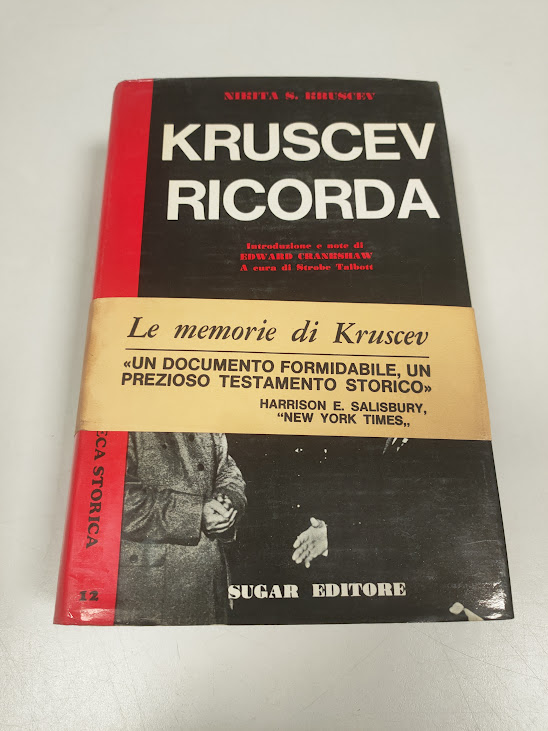 NIKITA S. KRUSCEV
KRUSCEV
RICORDA
Introduzione e note di
EDWARD CRANKSHAW
A cura di Strobe Talbott
Le memorie di Kruscev
«UN DOCUMENTO FORMIDABILE, UN
PREZIOSO TESTAMENTO STORICO»
HARRISON E. SALISBURY,
“NEW YORK TIMES„
ECA STORICA
12
SUGAR EDITORE